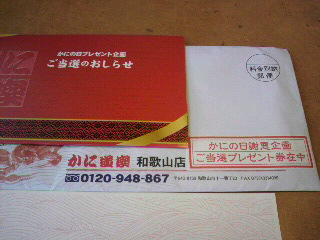 かにの日プレゼント企画
ご当選のおしらせ
料金別納
郵便
かにの日謝恩企画
ご当選プレゼント券在中
かに道楽 和歌山店
0120-948-867